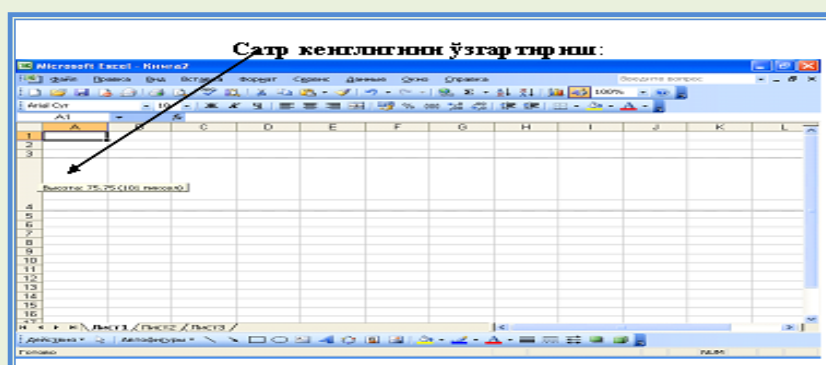 Сатр кенглигини ўзгартириш:
Microsoft Excel - Книга2
Файл Правка Вид Вставка Формат Сервис Данные Окно Справка Введите вопрос
100%
Arial Cyr 10 Ж К Ч
A1 fx
A B C D E F G H I J K L
1
2
3
Высота: 75,75 (101 пиксел)
4
5
6
7
8
9
10
11
12
13
14
15
16
17
Лист1 Лист2 Лист3
Действия Автофигуры
Готово NUM